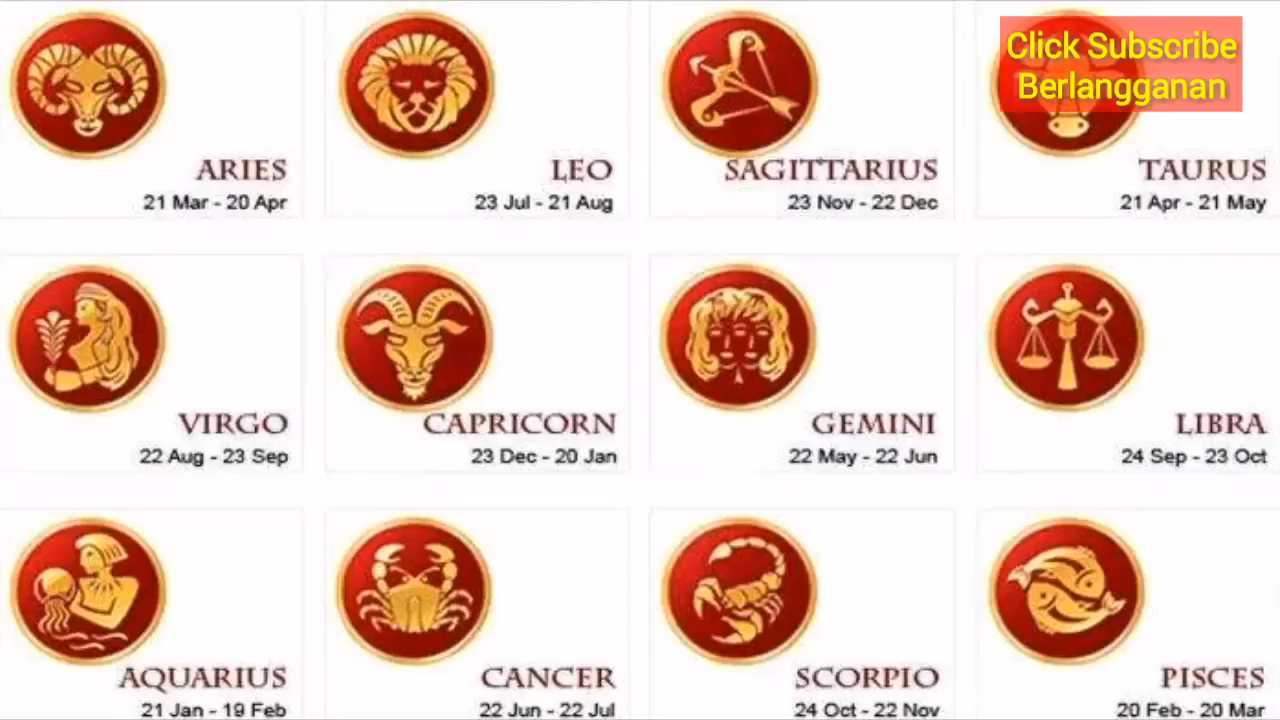 Click Subscribe
Berlangganan
ARIES
21 Mar - 20 Apr
LEO
23 Jul - 21 Aug
SAGITTARIUS
23 Nov - 22 Dec
TAURUS
21 Apr - 21 May
VIRGO
22 Aug - 23 Sep
CAPRICORN
23 Dec - 20 Jan
GEMINI
22 May - 22 Jun
LIBRA
24 Sep - 23 Oct
AQUARIUS
21 Jan - 19 Feb
CANCER
22 Jun - 22 Jul
SCORPIO
24 Oct - 22 Nov
PISCES
20 Feb - 20 Mar